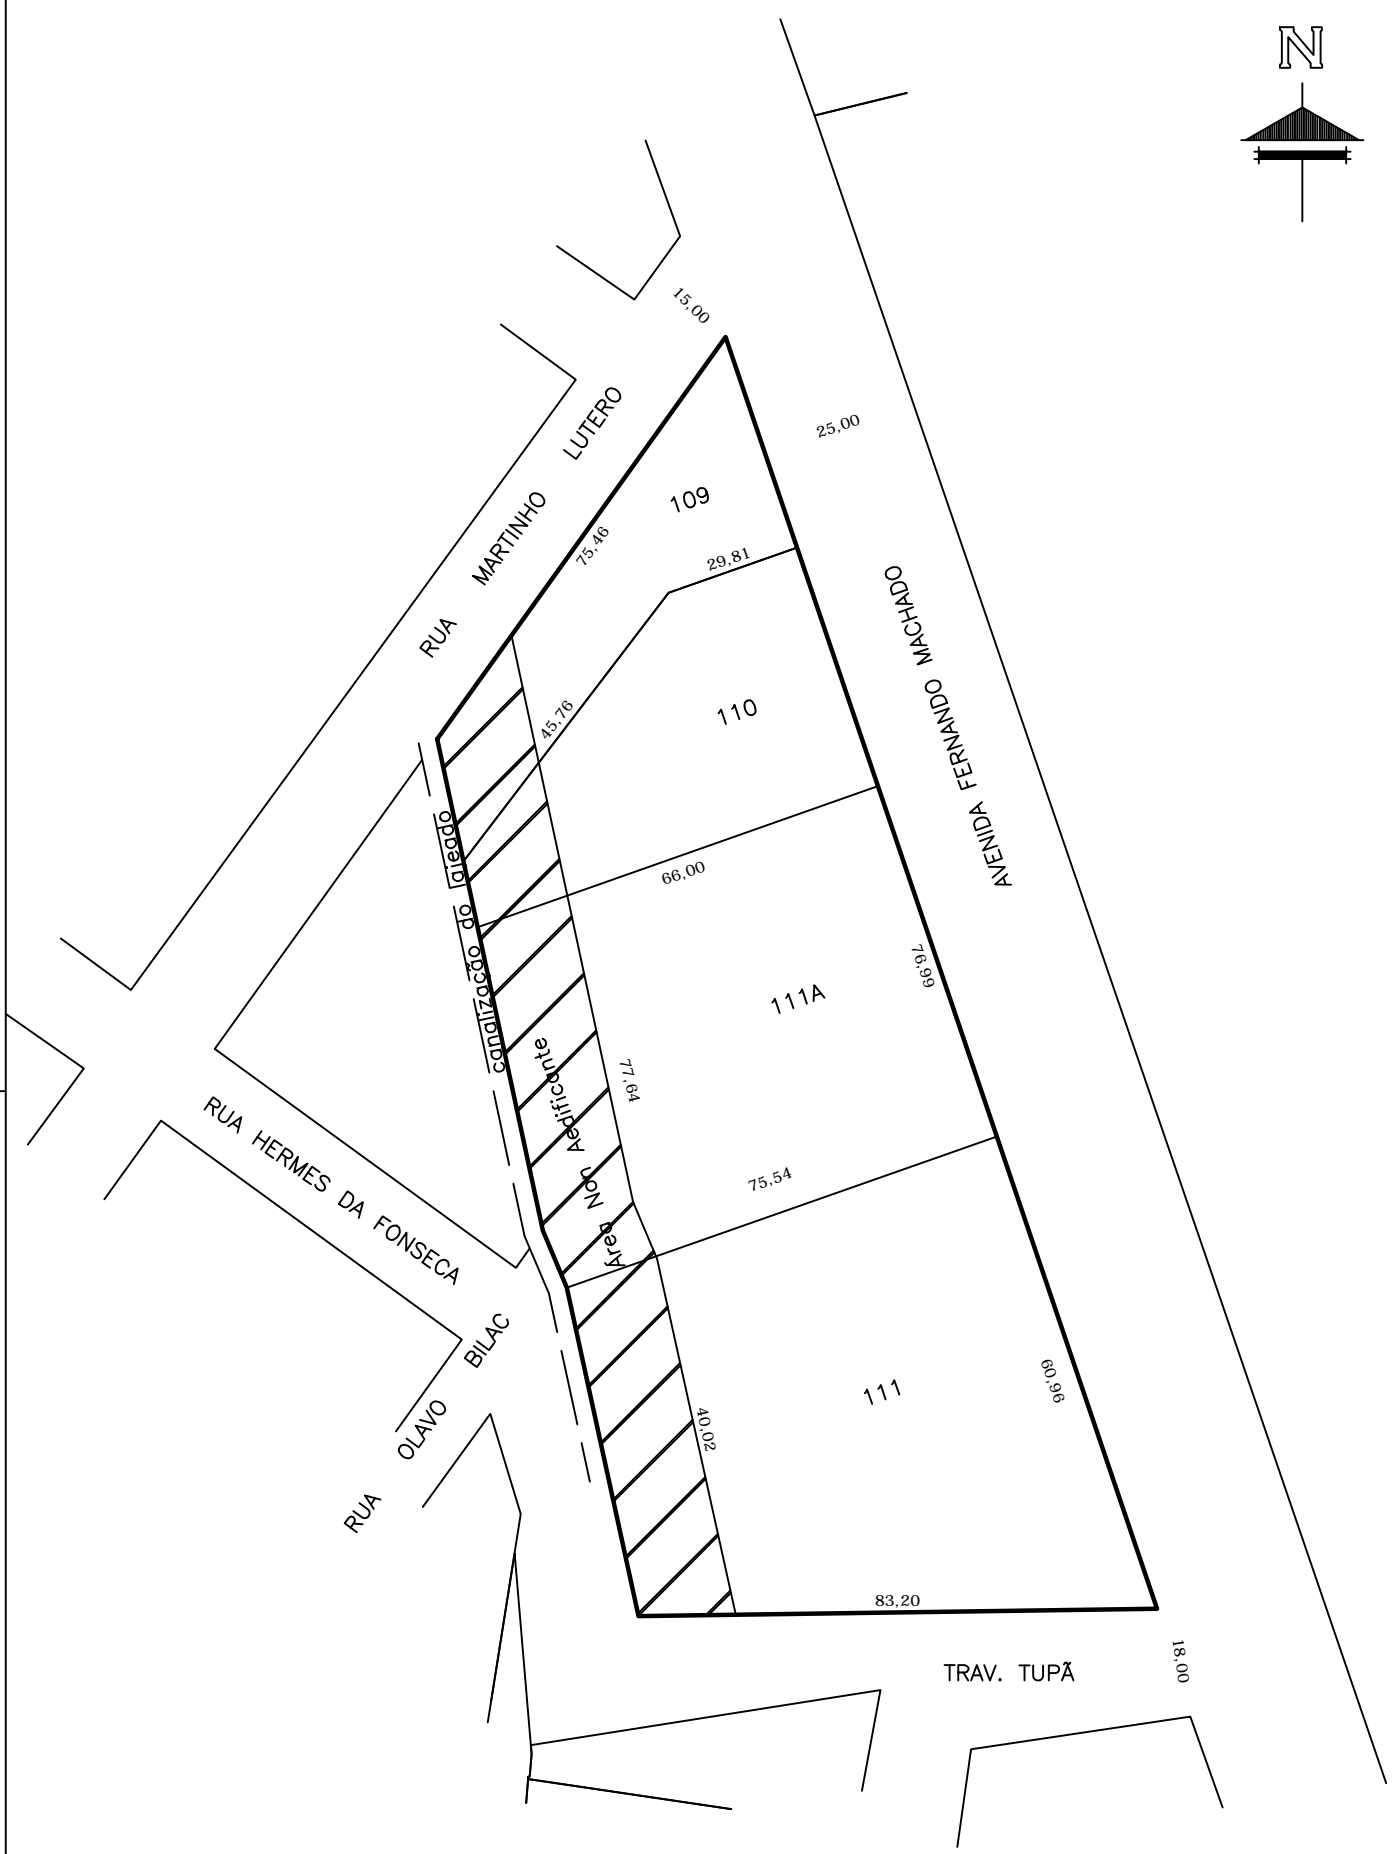 N
15,00
25,00
RUA MARTINHO LUTERO
109
75,46
29,81
45,76
110
AVENIDA FERNANDO MACHADO
66,00
canalização do lajeado
76,99
111A
77,64
Área Non Aedificante
75,54
RUA HERMES DA FONSECA
RUA OLAVO BILAC
60,96
111
40,02
83,20
18,00
TRAV. TUPÃ